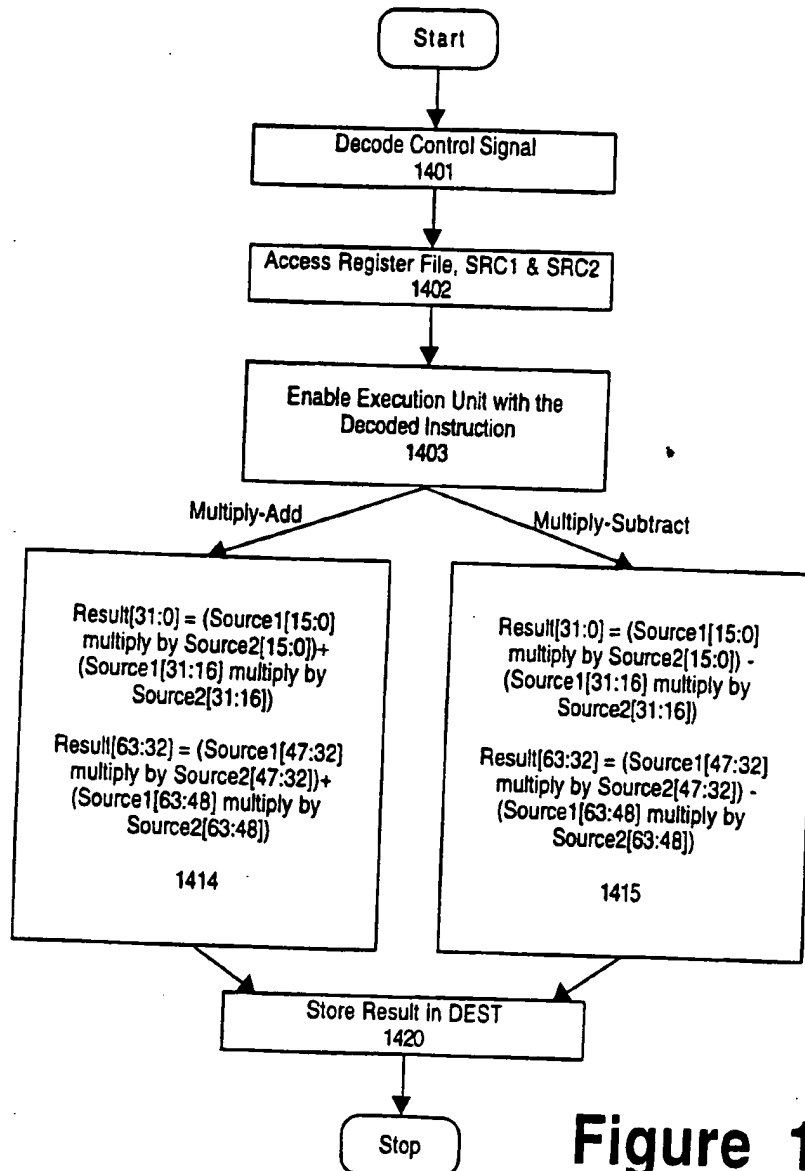 Start
Decode Control Signal
1401
Access Register File, SRC1 & SRC2
1402
Enable Execution Unit with the
Decoded Instruction
1403
Multiply-Add
Multiply-Subtract
Result[31:0] = (Source1[15:0]
multiply by Source2[15:0])+
(Source1[31:16] multiply by
Source2[31:16])
Result[63:32] = (Source1[47:32]
multiply by Source2[47:32])+
(Source1[63:48] multiply by
Source2[63:48])
1414
Result[31:0] = (Source1[15:0]
multiply by Source2[15:0]) -
(Source1[31:16] multiply by
Source2[31:16])
Result[63:32] = (Source1[47:32]
multiply by Source2[47:32]) -
(Source1[63:48] multiply by
Source2[63:48])
1415
Store Result in DEST
1420
Stop
Figure 1